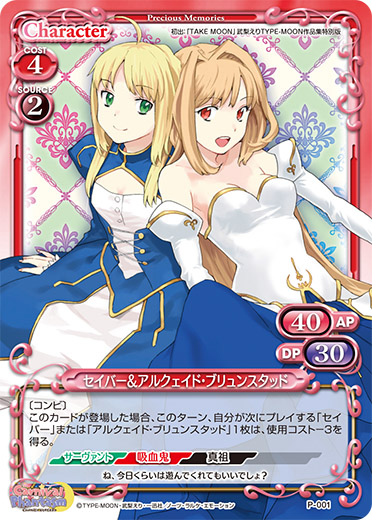 Precious Memories
Character
初出:「TAKE MOON」武梨えりTYPE-MOON作品集特別版
COST
4
SOURCE
2
40 AP
DP 30
セイバー&アルクェイド・ブリュンスタッド
〔コンビ〕
このカードが登場した場合、このターン、自分が次にプレイする「セイ
バー」または「アルクェイド・ブリュンスタッド」1枚は、使用コスト-3を
得る。
サーヴァント 吸血鬼 真祖
ね、今日くらいは遊んでくれてもいいでしょ?
CARNIVAL PHANTASM
©TYPE-MOON・武梨えり・一迅社/ノーツ・ラルケ・エモーション
P-001